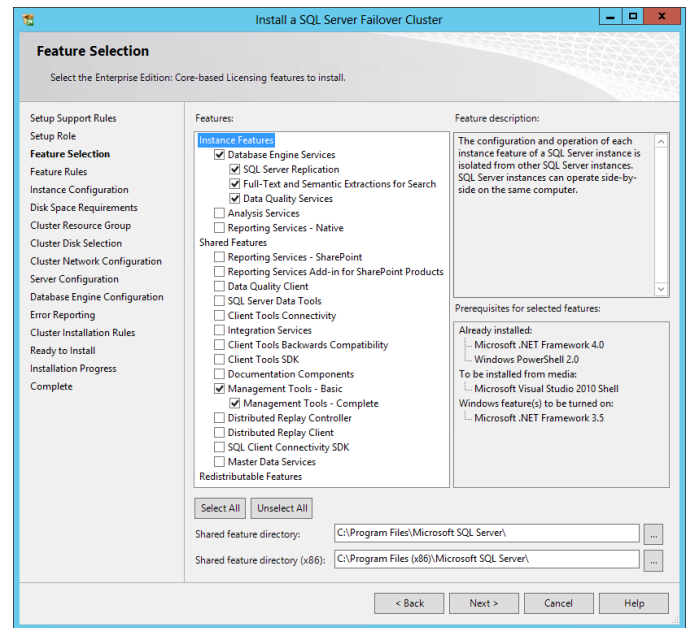 Install a SQL Server Failover Cluster
Feature Selection
Select the Enterprise Edition: Core-based Licensing features to install.
Setup Support Rules
Setup Role
Feature Selection
Feature Rules
Instance Configuration
Disk Space Requirements
Cluster Resource Group
Cluster Disk Selection
Cluster Network Configuration
Server Configuration
Database Engine Configuration
Error Reporting
Cluster Installation Rules
Ready to Install
Installation Progress
Complete
Features:
Instance Features
Database Engine Services
SQL Server Replication
Full-Text and Semantic Extractions for Search
Data Quality Services
Analysis Services
Reporting Services - Native
Shared Features
Reporting Services - SharePoint
Reporting Services Add-in for SharePoint Products
Data Quality Client
SQL Server Data Tools
Client Tools Connectivity
Integration Services
Client Tools Backwards Compatibility
Client Tools SDK
Documentation Components
Management Tools - Basic
Management Tools - Complete
Distributed Replay Controller
Distributed Replay Client
SQL Client Connectivity SDK
Master Data Services
Redistributable Features
Feature description:
The configuration and operation of each
instance feature of a SQL Server instance is
isolated from other SQL Server instances.
SQL Server instances can operate side-by-
side on the same computer.
Prerequisites for selected features:
Already installed:
Microsoft .NET Framework 4.0
Windows PowerShell 2.0
To be installed from media:
Microsoft Visual Studio 2010 Shell
Windows feature(s) to be turned on:
Microsoft .NET Framework 3.5
Select All
Unselect All
Shared feature directory:
C:\Program Files\Microsoft SQL Server\
...
Shared feature directory (x86):
C:\Program Files (x86)\Microsoft SQL Server\
...
< Back
Next >
Cancel
Help